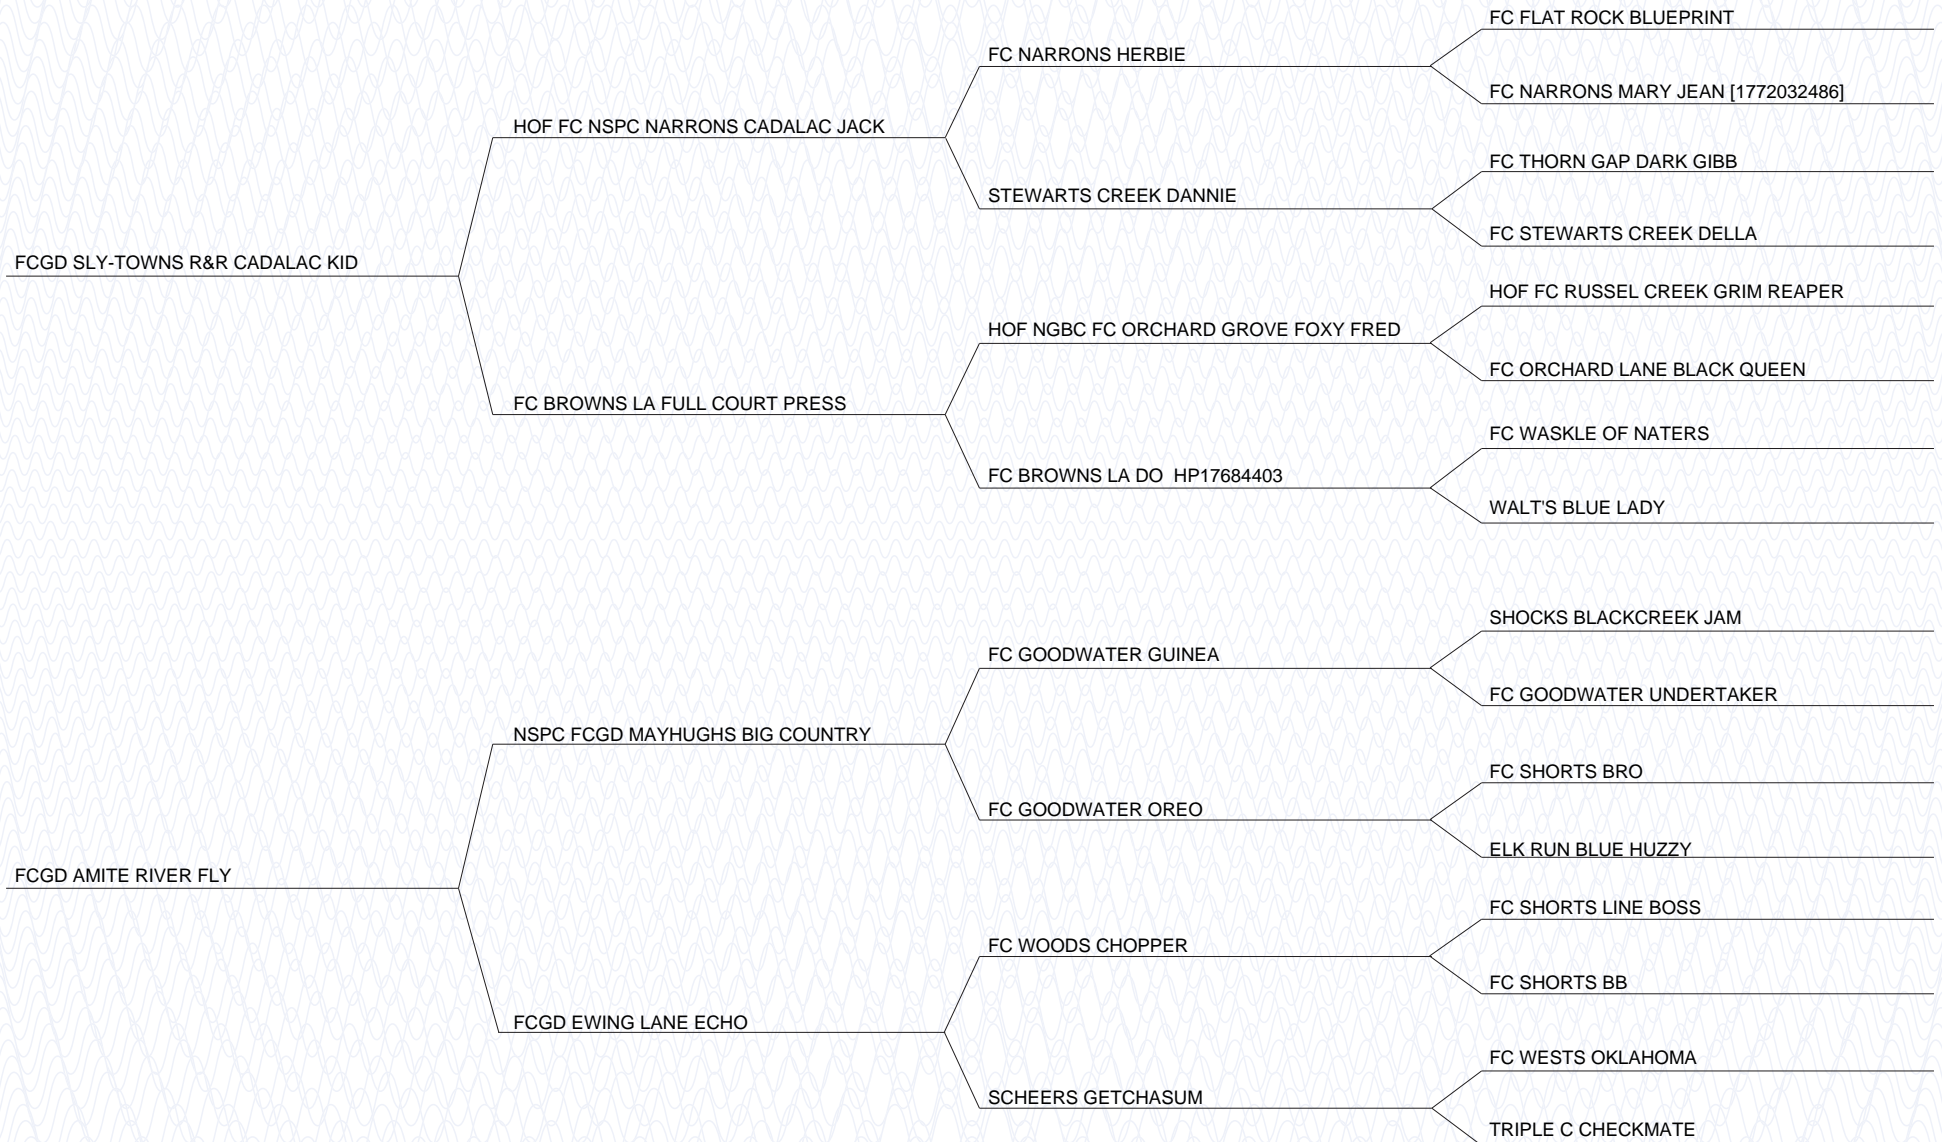 FC FLAT ROCK BLUEPRINT
FC NARRONS HERBIE
FC NARRONS MARY JEAN [1772032486]
HOF FC NSPC NARRONS CADALAC JACK
FC THORN GAP DARK GIBB
STEWARTS CREEK DANNIE
FC STEWARTS CREEK DELLA
FCGD SLY-TOWNS R&R CADALAC KID
HOF FC RUSSEL CREEK GRIM REAPER
HOF NGBC FC ORCHARD GROVE FOXY FRED
FC ORCHARD LANE BLACK QUEEN
FC BROWNS LA FULL COURT PRESS
FC WASKLE OF NATERS
FC BROWNS LA DO  HP17684403
WALT'S BLUE LADY
SHOCKS BLACKCREEK JAM
FC GOODWATER GUINEA
FC GOODWATER UNDERTAKER
NSPC FCGD MAYHUGHS BIG COUNTRY
FC SHORTS BRO
FC GOODWATER OREO
ELK RUN BLUE HUZZY
FCGD AMITE RIVER FLY
FC SHORTS LINE BOSS
FC WOODS CHOPPER
FC SHORTS BB
FCGD EWING LANE ECHO
FC WESTS OKLAHOMA
SCHEERS GETCHASUM
TRIPLE C CHECKMATE